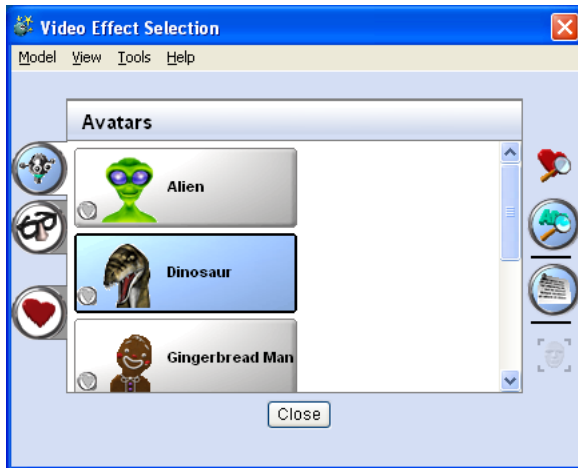 Video Effect Selection
Model View Tools Help
Avatars
Alien
Dinosaur
Gingerbread Man
Close